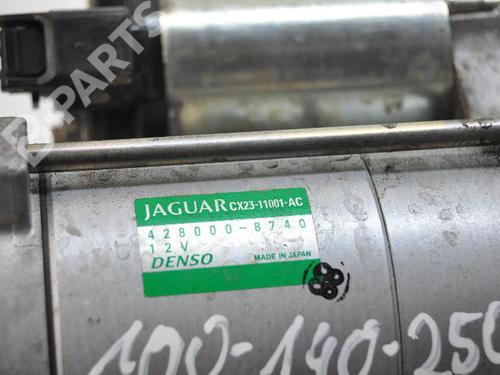 B-PARTS
JAGUAR CX23-11001-AC
428000-8740
12V
DENSO MADE IN JAPAN
100-140-250